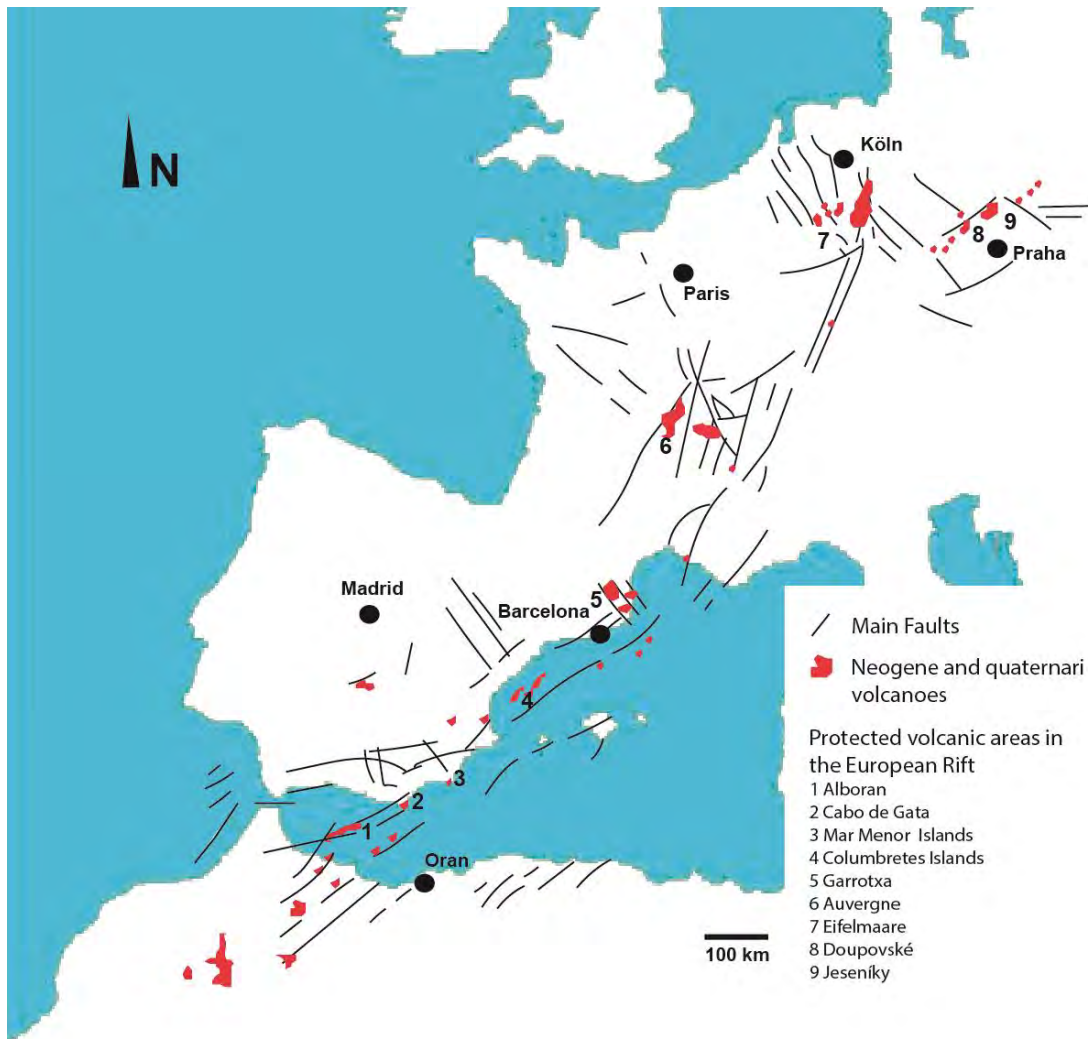 N
Köln
7
8
9
Praha
Paris
6
Madrid
5
Barcelona
4
3
2
1
Oran
100 km
Main Faults
Neogene and quaternari
volcanoes
Protected volcanic areas in
the European Rift
1 Alboran
2 Cabo de Gata
3 Mar Menor Islands
4 Columbretes Islands
5 Garrotxa
6 Auvergne
7 Eifelmaare
8 Doupovské
9 Jeseníky